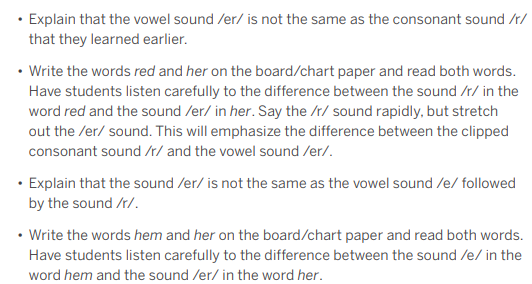 • Explain that the vowel sound /er/ is not the same as the consonant sound /r/
that they learned earlier.
• Write the words red and her on the board/chart paper and read both words.
Have students listen carefully to the difference between the sound /r/ in the
word red and the sound /er/ in her. Say the /r/ sound rapidly, but stretch
out the /er/ sound. This will emphasize the difference between the clipped
consonant sound /r/ and the vowel sound /er/.
• Explain that the sound /er/ is not the same as the vowel sound /e/ followed
by the sound /r/.
• Write the words hem and her on the board/chart paper and read both words.
Have students listen carefully to the difference between the sound /e/ in the
word hem and the sound /er/ in the word her.